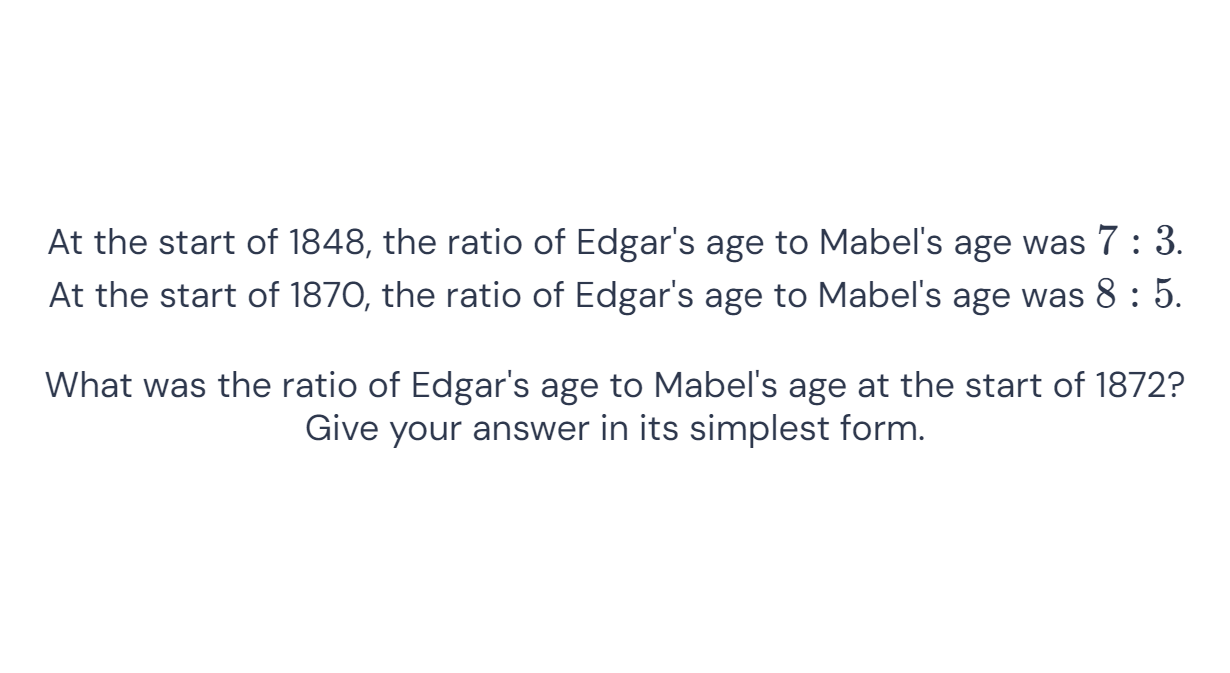 At the start of 1848, the ratio of Edgar's age to Mabel's age was 7 : 3.
At the start of 1870, the ratio of Edgar's age to Mabel's age was 8 : 5.
What was the ratio of Edgar's age to Mabel's age at the start of 1872?
Give your answer in its simplest form.